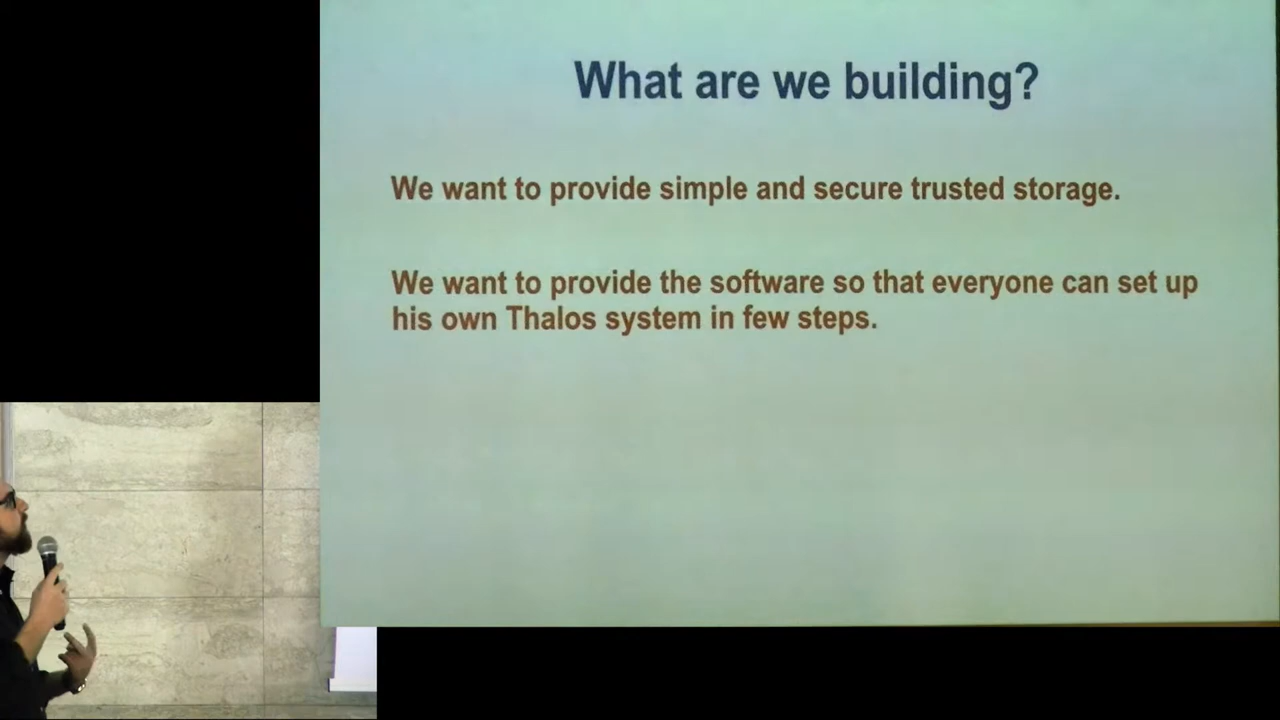 What are we building?
We want to provide simple and secure trusted storage.
We want to provide the software so that everyone can set up
his own Thalos system in few steps.